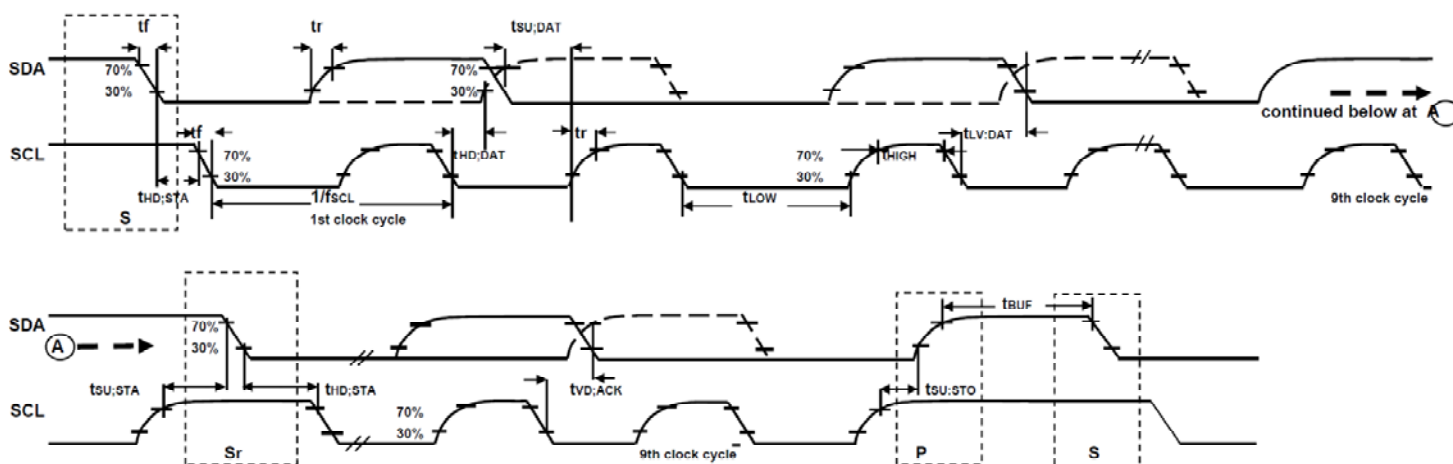 tf tr tSU;DAT
SDA 70% 70%
30% 30%
continued below at A
tf tHD;DAT tr tHIGH tLV:DAT
SCL 70% 70%
30% 30%
tHD;STA 1/fSCL tLOW
S 1st clock cycle 9th clock cycle
tBUF
SDA 70%
A 30%
tSU;STA tHD;STA tVD;ACK tSU;STO
SCL 70%
30%
Sr 9th clock cycle P S